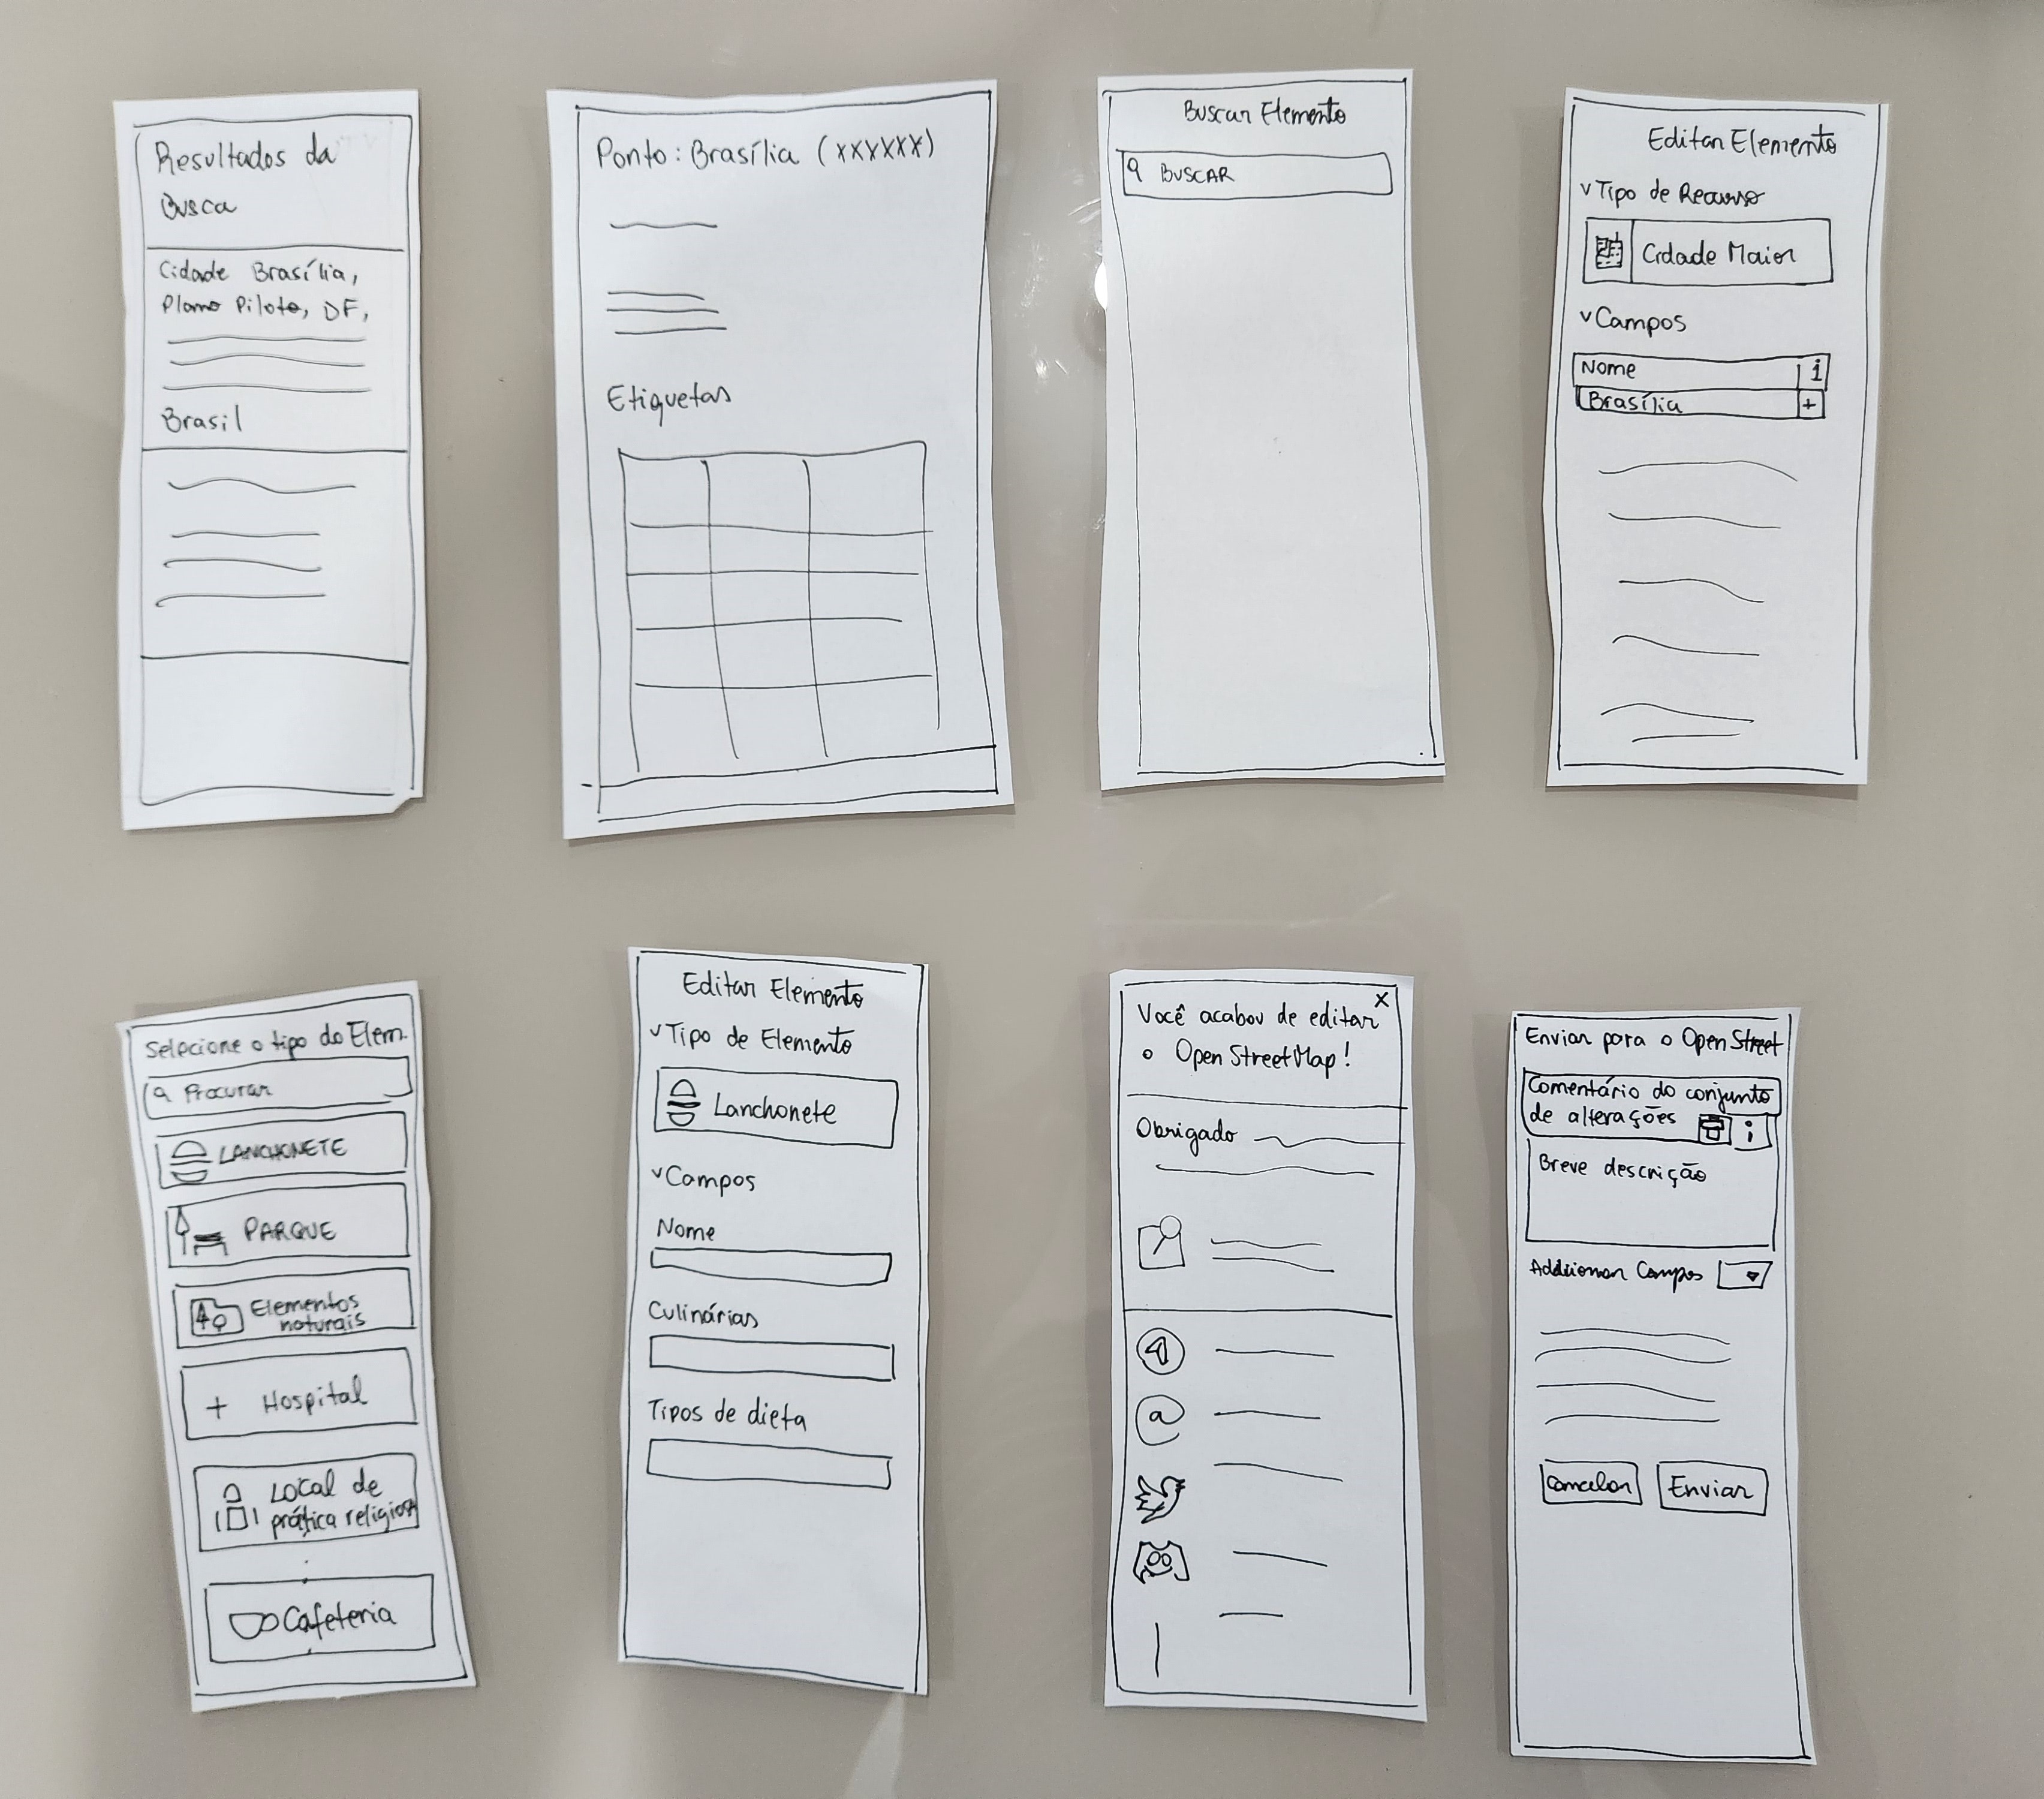 Resultados da
Busca
Cidade Brasília,
Plano Piloto, DF,
Brasil
Ponto: Brasília (xxxxxx)
Etiquetas
Buscar Elemento
BUSCAR
Editar Elemento
Tipo de Recurso
Cidade Maior
Campos
Nome i
Brasília +
Selecione o tipo do Elem.
Procurar
LANCHONETE
PARQUE
Elementos
naturais
+ Hospital
Local de
prática religiosa
Cafeteria
Editar Elemento
Tipo de Elemento
Lanchonete
Campos
Nome
Culinárias
Tipos de dieta
X
Você acabou de editar
o OpenStreetMap!
Obrigado
@
Enviar para o OpenStreet
Comentário do conjunto
de alterações i
Breve descrição
Addicionar Campos
Cancelar Enviar